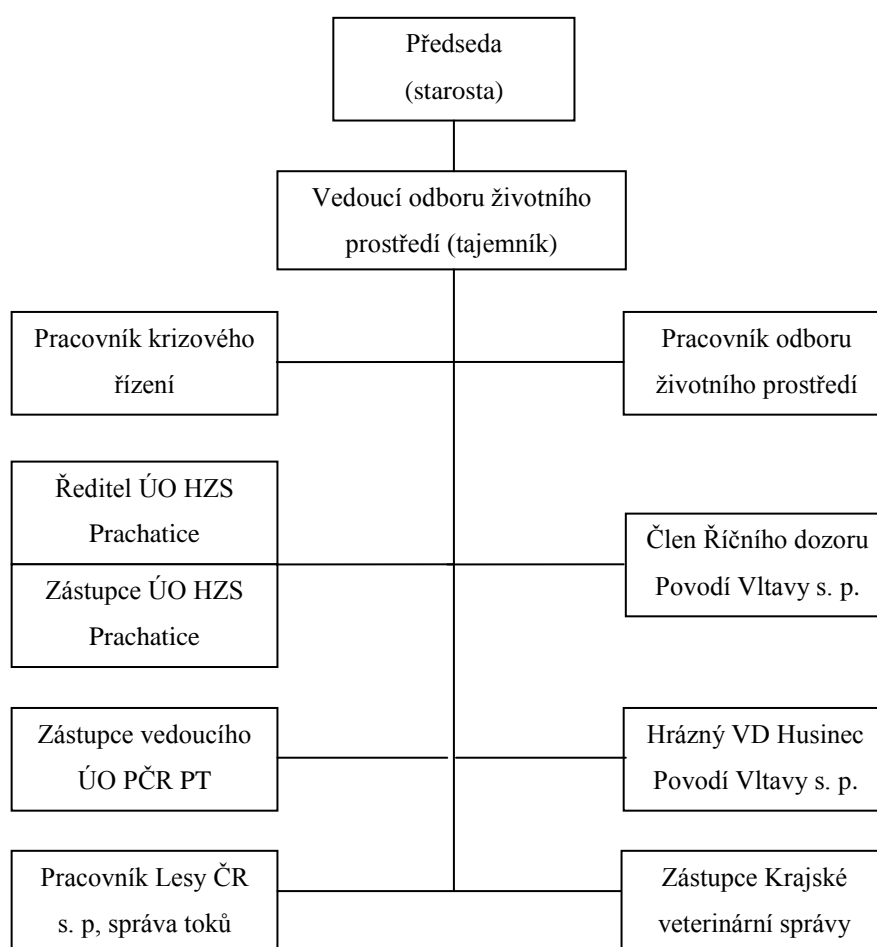 Předseda
(starosta)
Vedoucí odboru životního
prostředí (tajemník)
Pracovník krizového
řízení
Pracovník odboru
životního prostředí
Ředitel ÚO HZS
Prachatice
Zástupce ÚO HZS
Prachatice
Člen Říčního dozoru
Povodí Vltavy s. p.
Zástupce vedoucího
ÚO PČR PT
Hrázný VD Husinec
Povodí Vltavy s. p.
Pracovník Lesy ČR
s. p, správa toků
Zástupce Krajské
veterinární správy